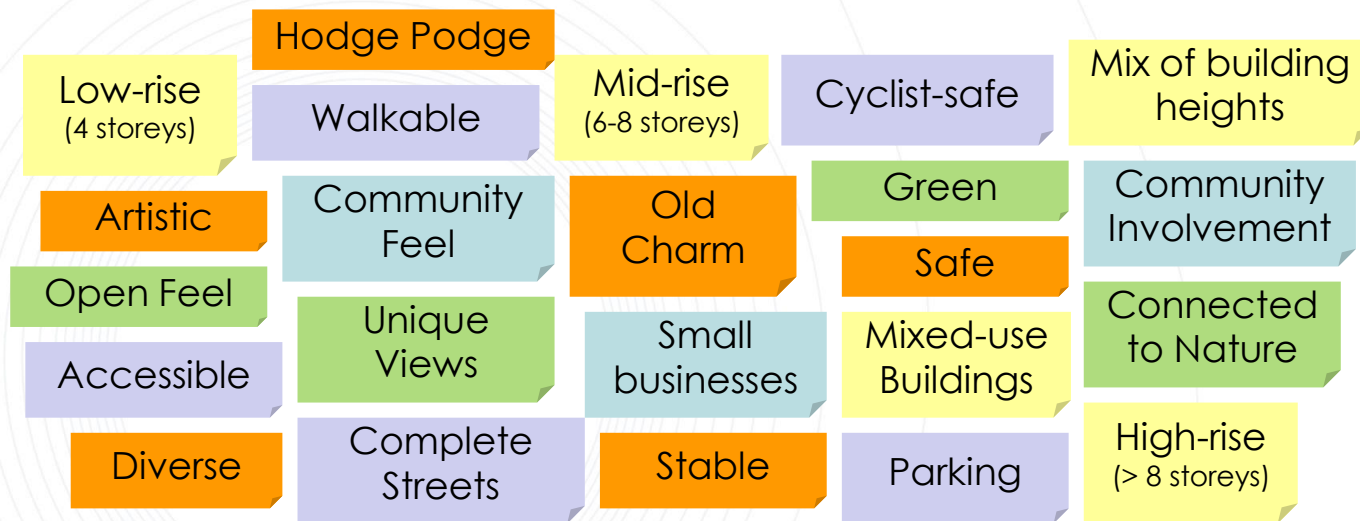 Hodge Podge
Low-rise
(4 storeys)
Walkable
Mid-rise
(6-8 storeys)
Cyclist-safe
Mix of building
heights
Artistic
Community
Feel
Old
Charm
Green
Community
Involvement
Safe
Open Feel
Unique
Views
Small
businesses
Mixed-use
Buildings
Connected
to Nature
Accessible
Diverse
Complete
Streets
Stable
Parking
High-rise
(> 8 storeys)